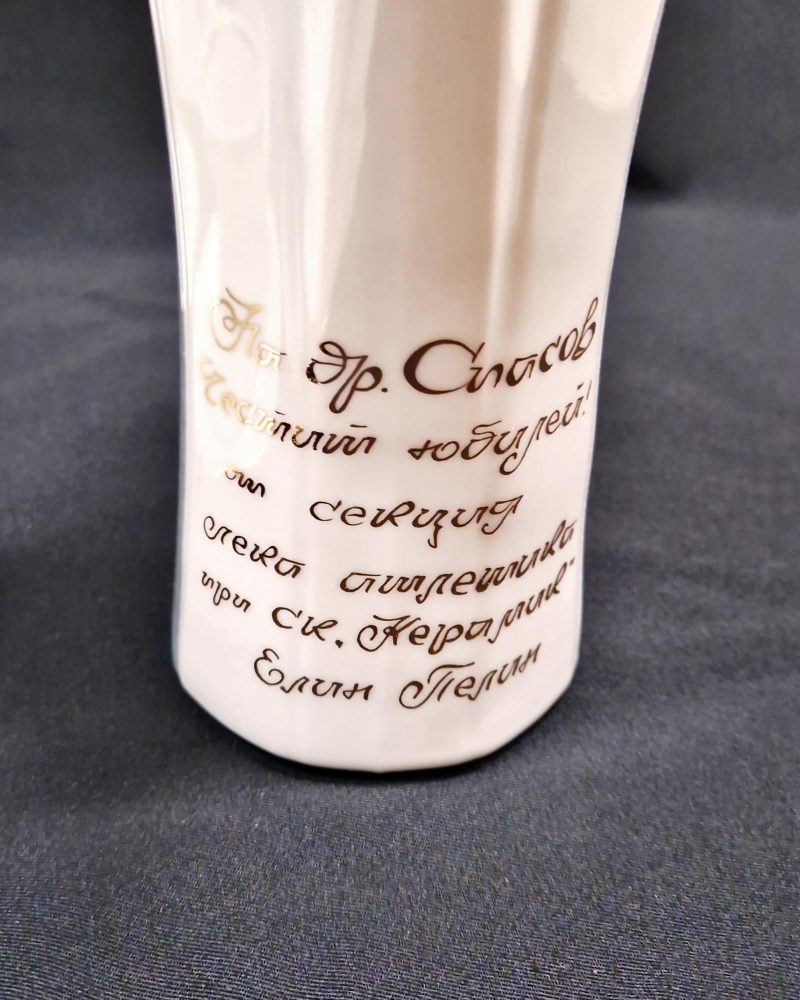 На др. Спасов
Честит юбилей!
от секция
лека атлетика
при ск. Керамик"
Елин Пелин